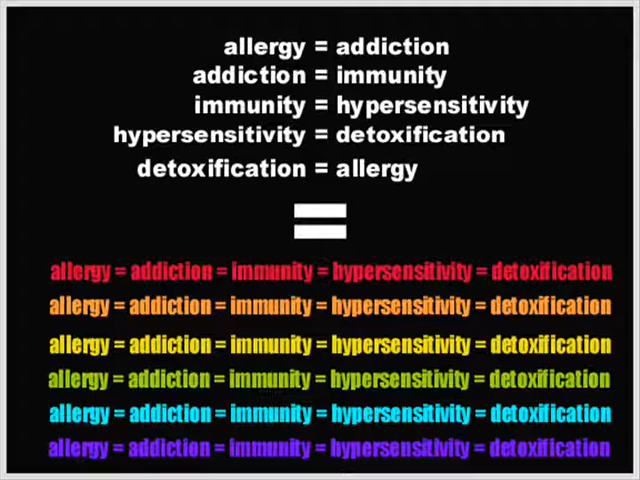 allergy = addiction
addiction = immunity
immunity = hypersensitivity
hypersensitivity = detoxification
detoxification = allergy
=
allergy = addiction = immunity = hypersensitivity = detoxification
allergy = addiction = immunity = hypersensitivity = detoxification
allergy = addiction = immunity = hypersensitivity = detoxification
allergy = addiction = immunity = hypersensitivity = detoxification
allergy = addiction = immunity = hypersensitivity = detoxification
allergy = addiction = immunity = hypersensitivity = detoxification